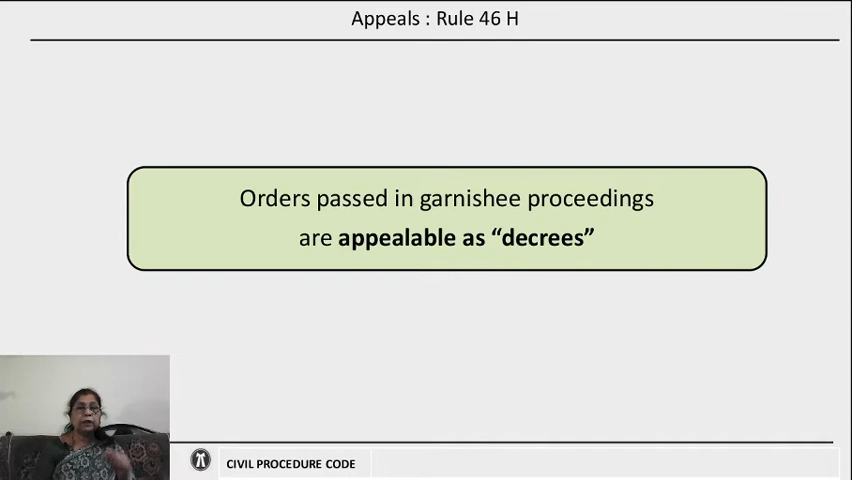 Appeals : Rule 46 H
Orders passed in garnishee proceedings
are appealable as “decrees”
CIVIL PROCEDURE CODE